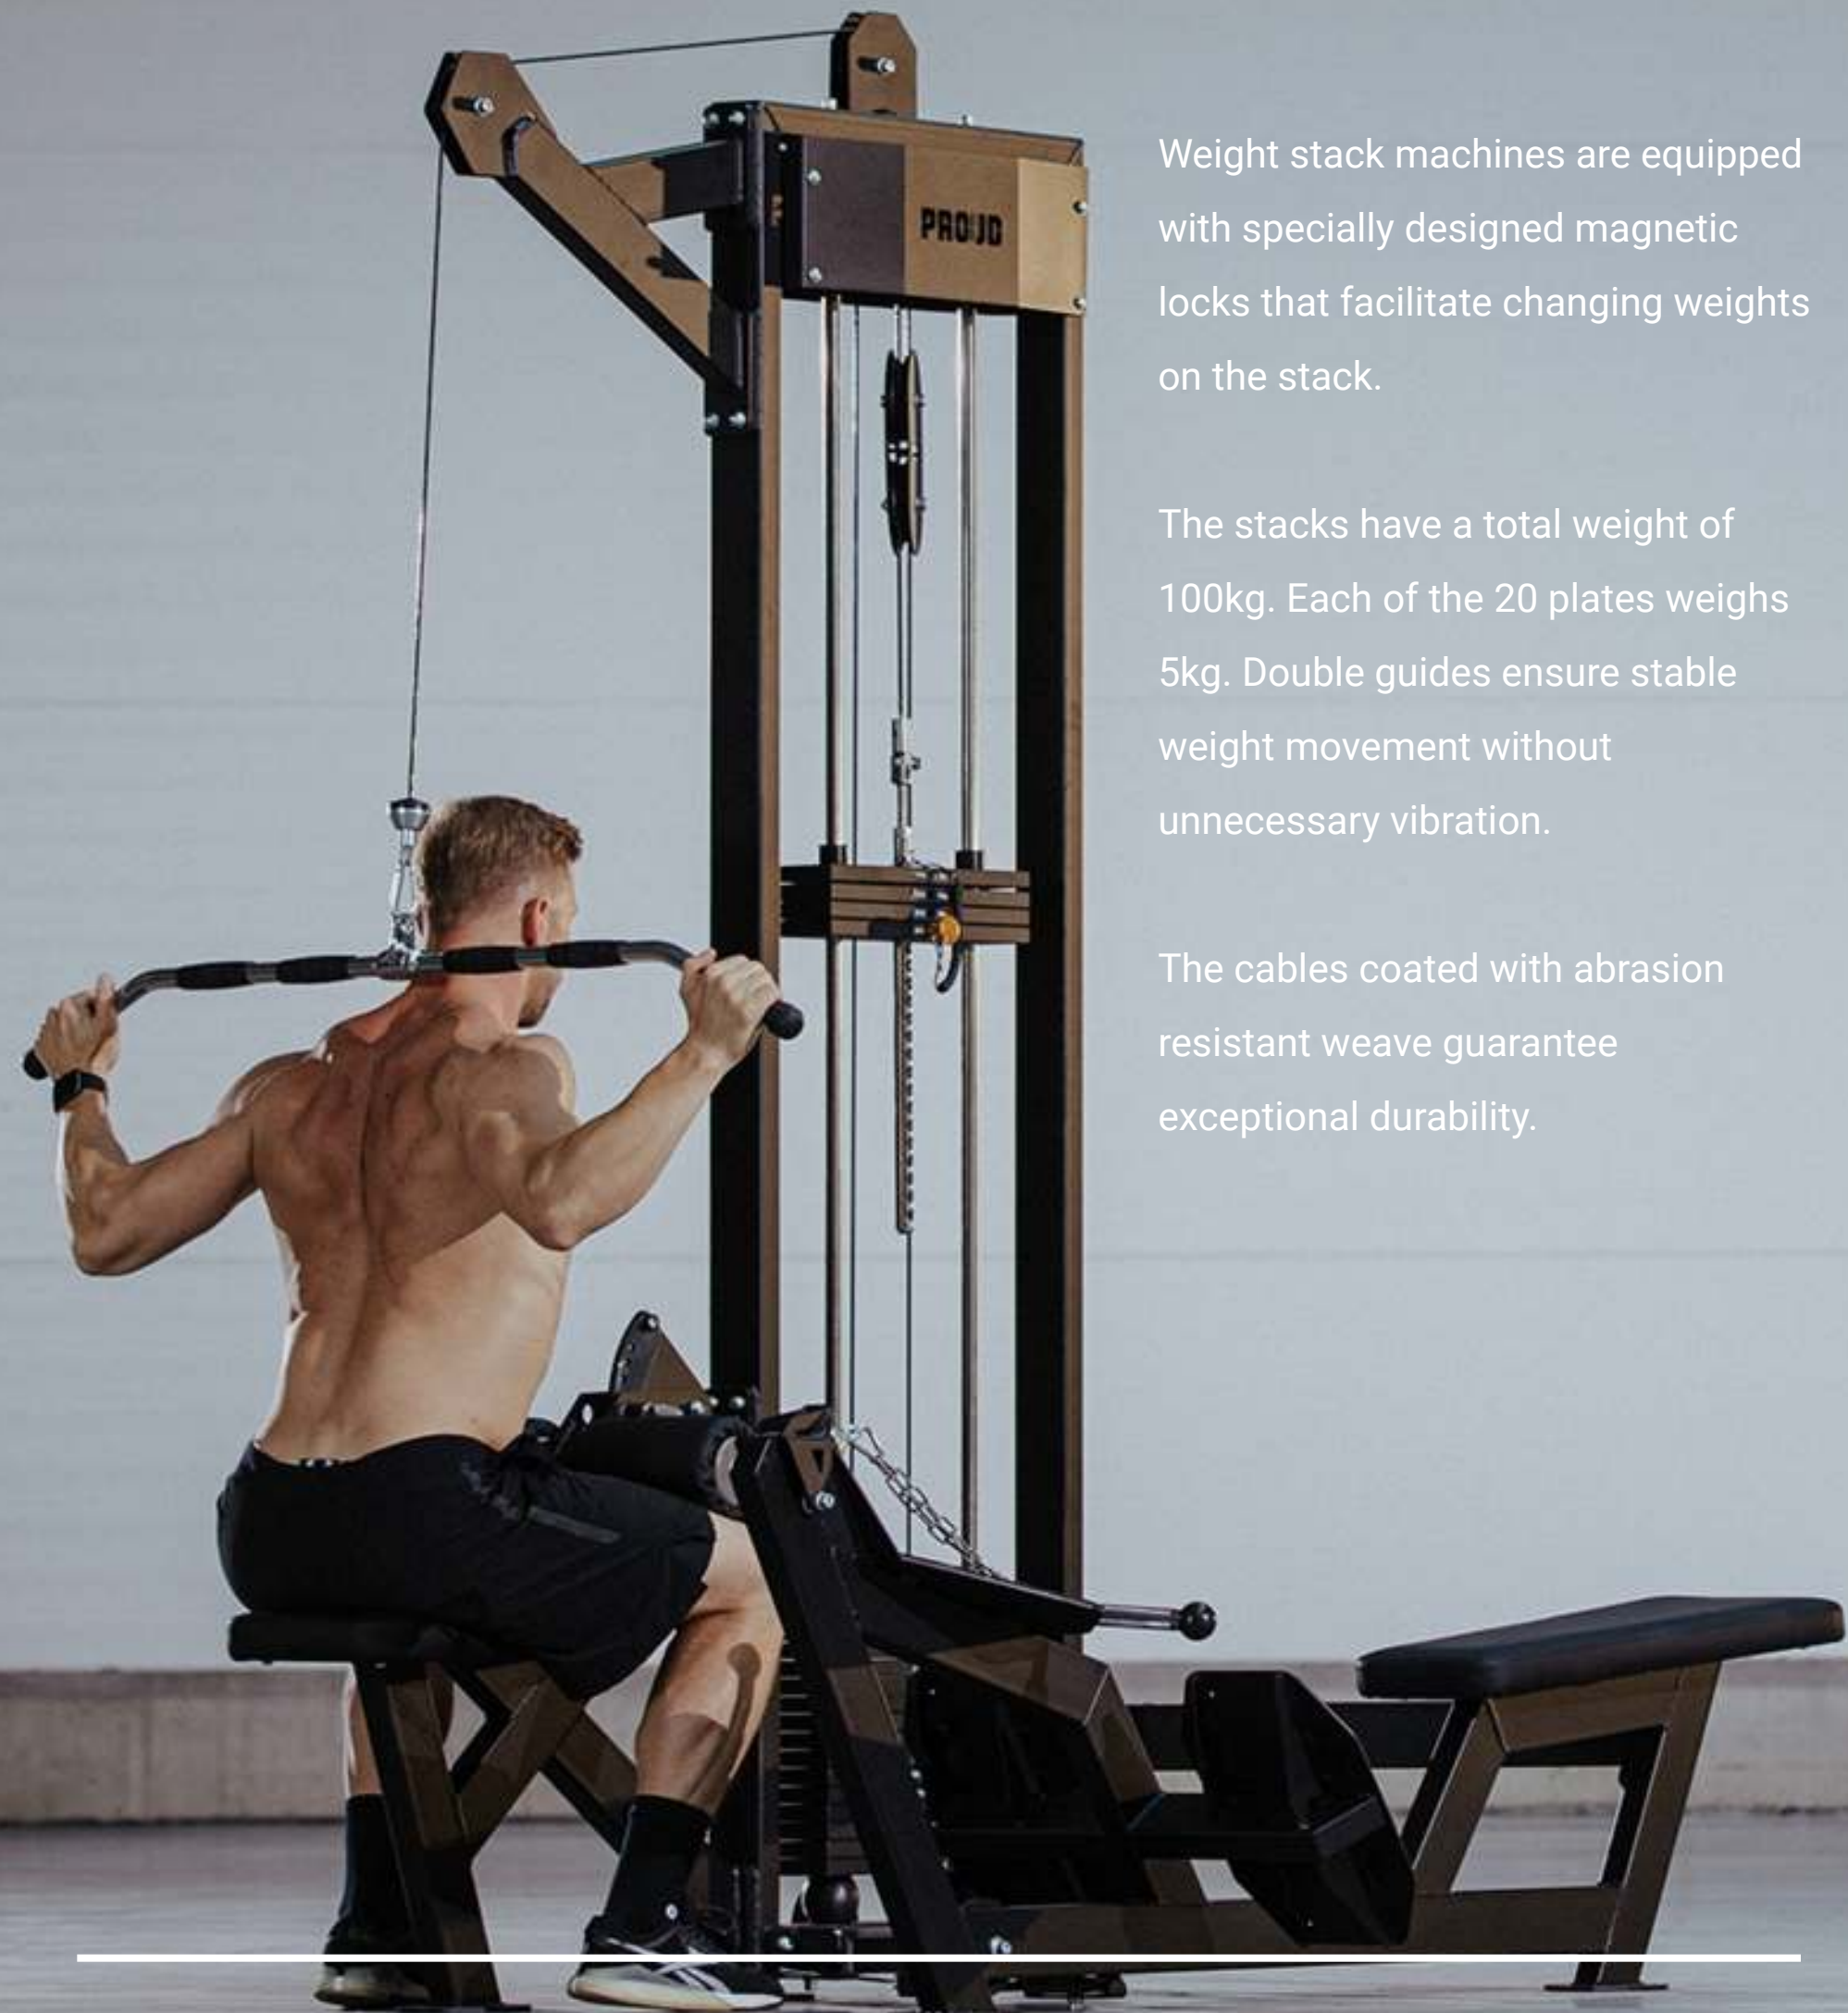 PROUD
Weight stack machines are equipped
with specially designed magnetic
locks that facilitate changing weights
on the stack.
The stacks have a total weight of
100kg. Each of the 20 plates weighs
5kg. Double guides ensure stable
weight movement without
unnecessary vibration.
The cables coated with abrasion
resistant weave guarantee
exceptional durability.